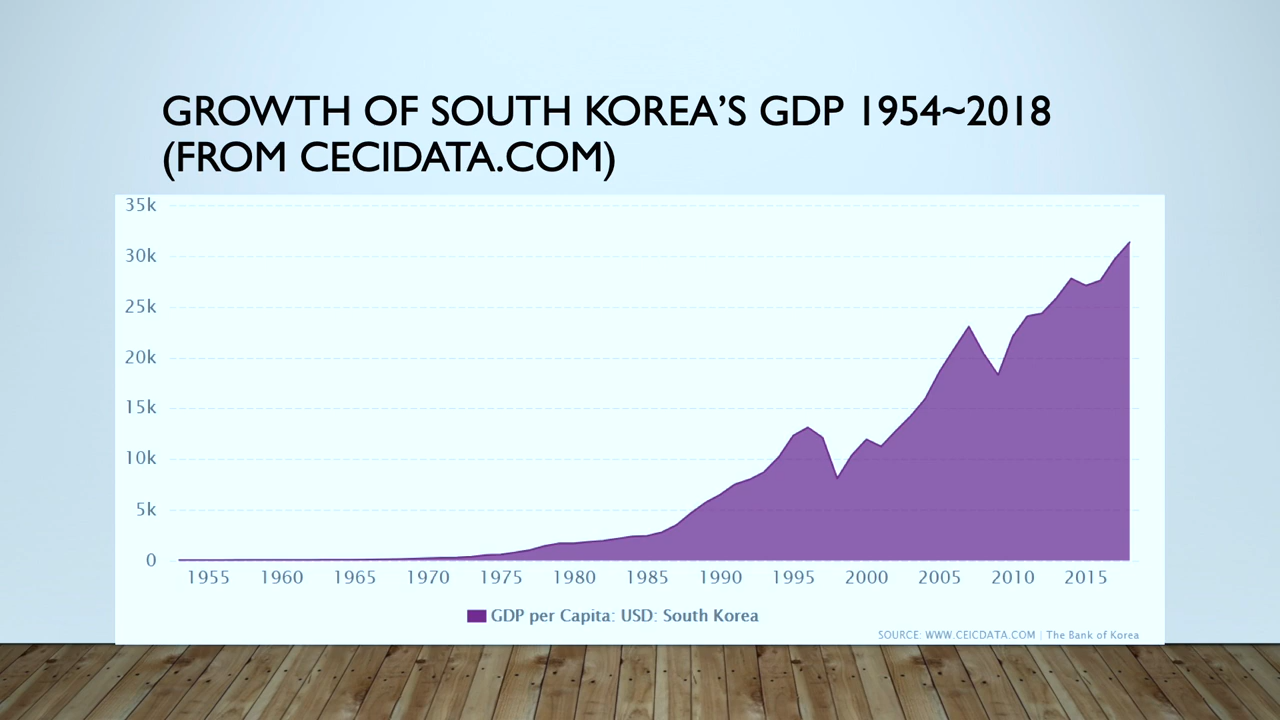 GROWTH OF SOUTH KOREA'S GDP 1954~2018
(FROM CECIDATA.COM)
35k
30k
25k
20k
15k
10k
5k
0
1955 1960 1965 1970 1975 1980 1985 1990 1995 2000 2005 2010 2015
GDP per Capita: USD: South Korea
SOURCE: WWW.CEICDATA.COM | The Bank of Korea